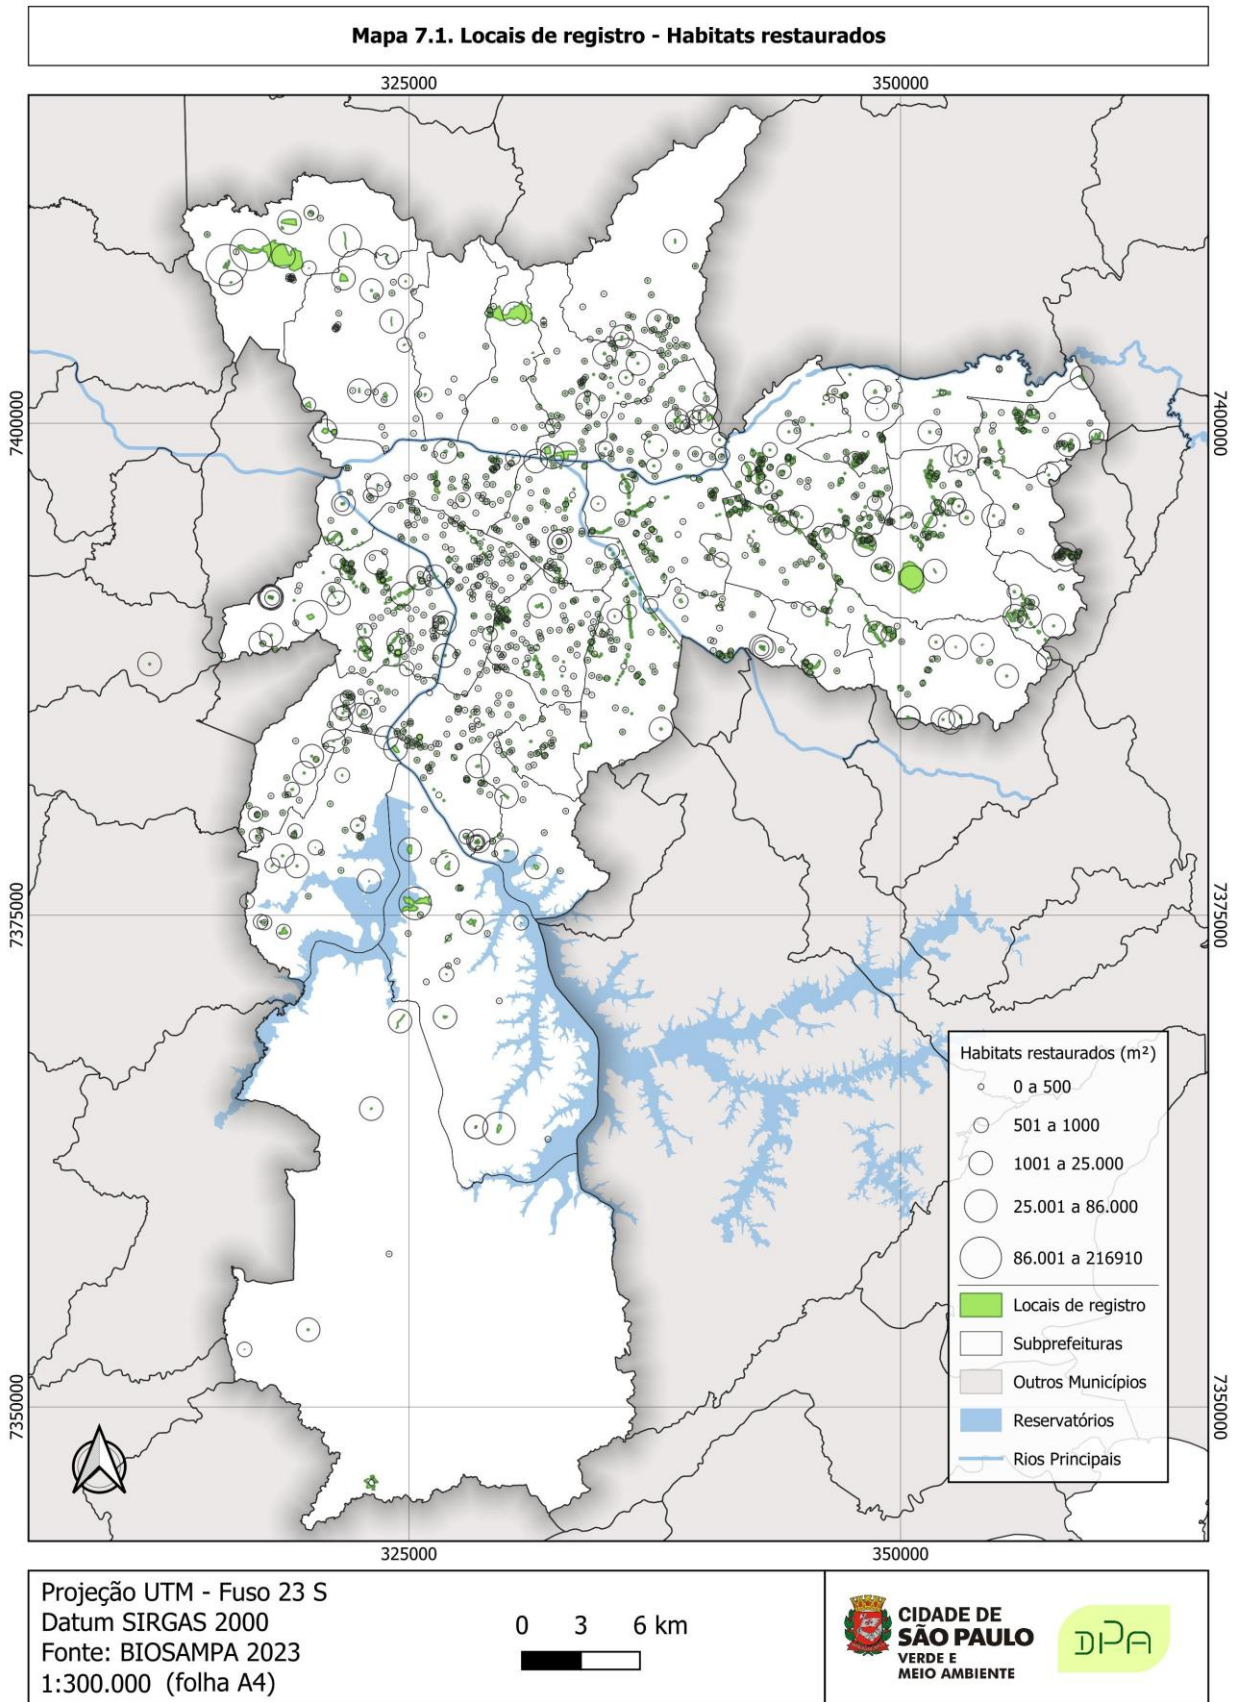 Mapa 7.1. Locais de registro - Habitats restaurados
325000
350000
7400000
7400000
7375000
7375000
Habitats restaurados (m²)
0 a 500
501 a 1000
1001 a 25.000
25.001 a 86.000
86.001 a 216910
Locais de registro
Subprefeituras
Outros Municípios
Reservatórios
Rios Principais
7350000
7350000
325000
350000
Projeção UTM - Fuso 23 S
Datum SIRGAS 2000
Fonte: BIOSAMPA 2023
1:300.000 (folha A4)
0 3 6 km
CIDADE DE
SÃO PAULO
VERDE E
MEIO AMBIENTE
DPA